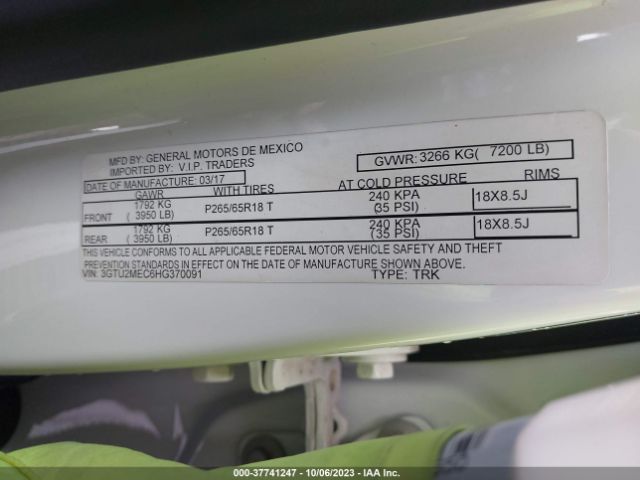 MFD BY: GENERAL MOTORS DE MEXICO
IMPORTED BY: V.I.P. TRADERS
DATE OF MANUFACTURE: 03/17
GVWR: 3266 KG( 7200 LB)
GAWR WITH TIRES AT COLD PRESSURE RIMS
FRONT 1792 KG ( 3950 LB) P265/65R18 T 240 KPA (35 PSI) 18X8.5J
REAR 1792 KG ( 3950 LB) P265/65R18 T 240 KPA (35 PSI) 18X8.5J
THIS VEHICLE CONFORMS TO ALL APPLICABLE FEDERAL MOTOR VEHICLE SAFETY AND THEFT
PREVENTION STANDARDS IN EFFECT ON THE DATE OF MANUFACTURE SHOWN ABOVE.
VIN: 3GTU2MEC6HG370091 TYPE: TRK
000-37741247 - 10/06/2023 - IAA Inc.